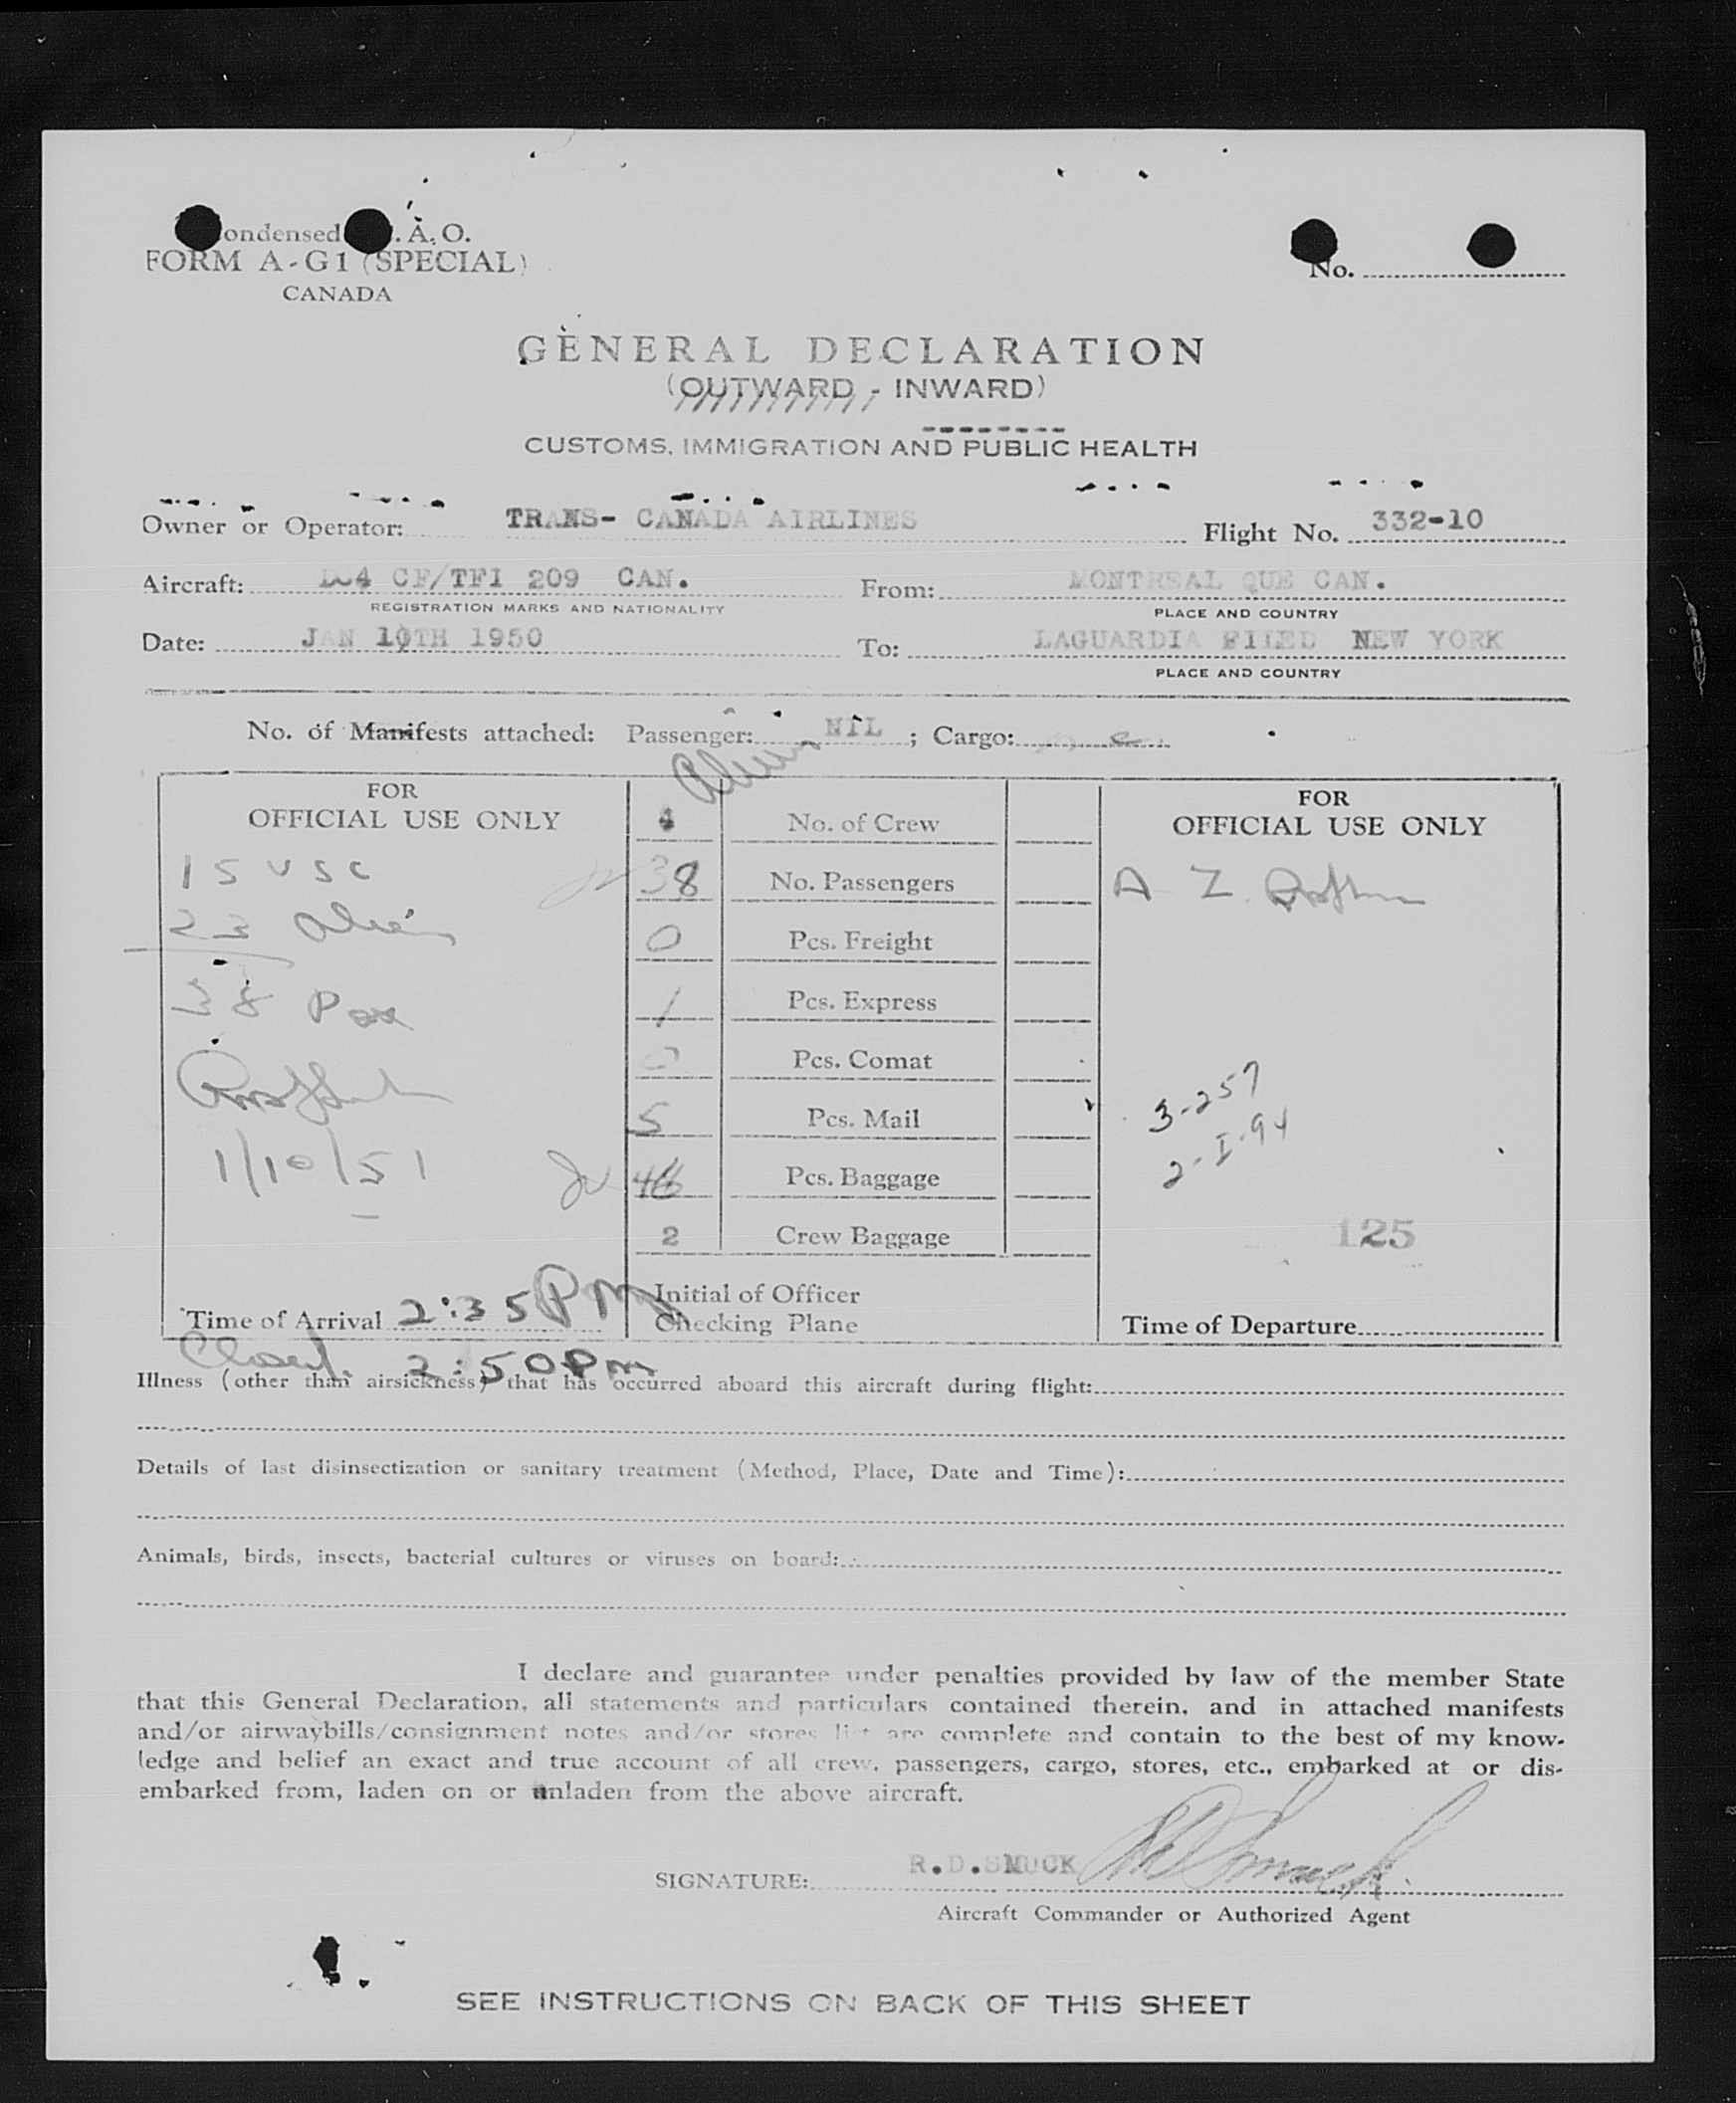 ondensed .A.O.
FORM A-G1 (SPECIAL)
CANADA
No.
GENERAL DECLARATION
(OUTWARD - INWARD)
CUSTOMS, IMMIGRATION AND PUBLIC HEALTH
Owner or Operator: TRANS- CANADA AIRLINES Flight No. 332-10
Aircraft: DC4 CF/TFI 209 CAN. From: MONTREAL QUE CAN.
REGISTRATION MARKS AND NATIONALITY PLACE AND COUNTRY
Date: JAN 10TH 1950 To: LAGUARDIA FILED NEW YORK
PLACE AND COUNTRY
No. of Manifests attached: Passenger: NIL ; Cargo:
FOR
OFFICIAL USE ONLY
15 USC
23 Alien
38 Pax
1/10/51
Time of Arrival 2:35 PM
Closed 2:50 Pm
4 No. of Crew
38 No. Passengers
0 Pcs. Freight
1 Pcs. Express
0 Pcs. Comat
5 Pcs. Mail
Pcs. Baggage
2 Crew Baggage
Initial of Officer
Checking Plane
FOR
OFFICIAL USE ONLY
3-257
2-I-94
125
Time of Departure
Illness (other than airsickness) that has occurred aboard this aircraft during flight:
Details of last disinsectization or sanitary treatment (Method, Place, Date and Time):
Animals, birds, insects, bacterial cultures or viruses on board:
I declare and guarantee under penalties provided by law of the member State
that this General Declaration, all statements and particulars contained therein, and in attached manifests
and/or airwaybills/consignment notes and/or stores list are complete and contain to the best of my know-
ledge and belief an exact and true account of all crew, passengers, cargo, stores, etc., embarked at or dis-
embarked from, laden on or unladen from the above aircraft.
SIGNATURE: R.D.SMUCK
Aircraft Commander or Authorized Agent
SEE INSTRUCTIONS ON BACK OF THIS SHEET